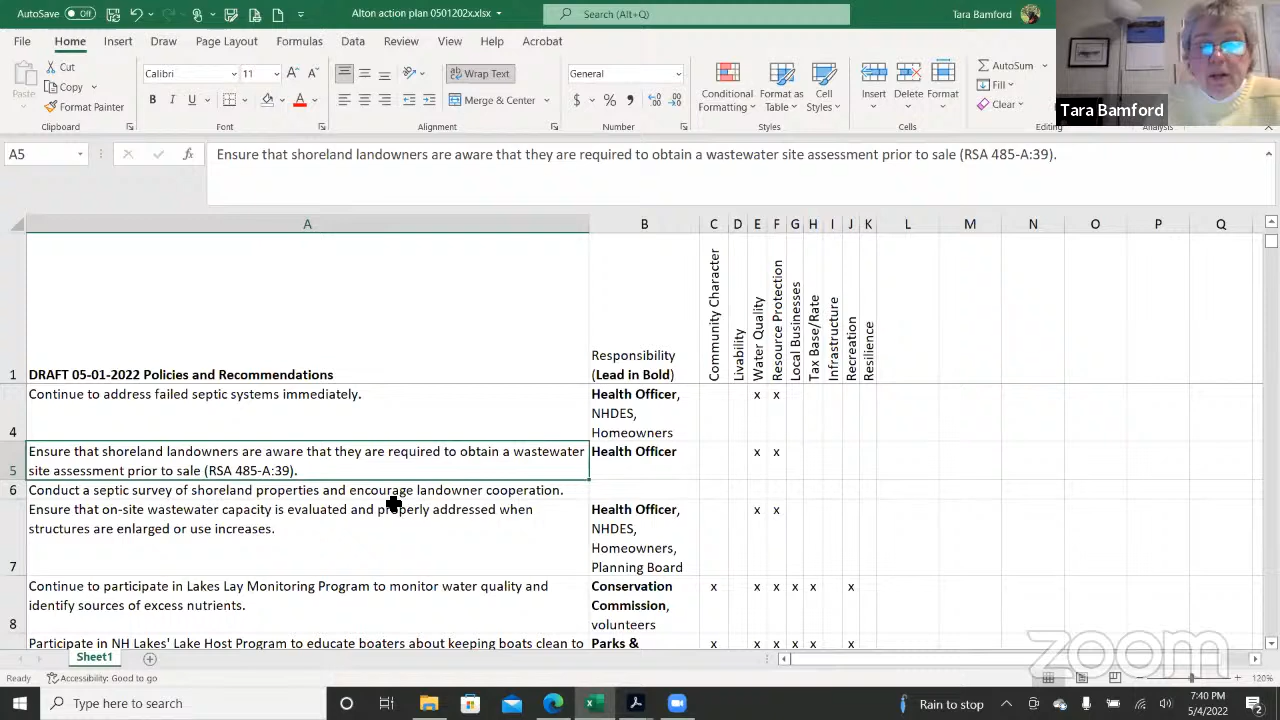 AutoSave Off
Alton action plan 0501202x.xlsx
Search (Alt+Q)
Tara Bamford
File Home Insert Draw Page Layout Formulas Data Review View Help Acrobat
Paste
Cut
Copy
Format Painter
Clipboard
Calibri 11
B I U
Font
Wrap Text
Merge & Center
Alignment
General
$ % ,
Conditional Formatting
Format as Table
Cell Styles
Styles
Insert Delete Format
Cells
AutoSum
Fill
Clear
Editing
Analysis
Tara Bamford
A5
fx
Ensure that shoreland landowners are aware that they are required to obtain a wastewater site assessment prior to sale (RSA 485-A:39).
A B C D E F G H I J K L M N O P Q
1
DRAFT 05-01-2022 Policies and Recommendations
Responsibility
(Lead in Bold)
Community Character
Livability
Water Quality
Resource Protection
Local Businesses
Tax Base/Rate
Infrastructure
Recreation
Resilience
4
Continue to address failed septic systems immediately.
Health Officer,
NHDES,
Homeowners
x x
5
Ensure that shoreland landowners are aware that they are required to obtain a wastewater
site assessment prior to sale (RSA 485-A:39).
Health Officer
x x
6
Conduct a septic survey of shoreland properties and encourage landowner cooperation.
7
Ensure that on-site wastewater capacity is evaluated and properly addressed when
structures are enlarged or use increases.
Health Officer,
NHDES,
Homeowners,
Planning Board
x x
8
Continue to participate in Lakes Lay Monitoring Program to monitor water quality and
identify sources of excess nutrients.
Conservation
Commission,
volunteers
x x x x x x
Participate in NH Lakes' Lake Host Program to educate boaters about keeping boats clean to
Parks &
x x x x x x
Sheet1
Ready
Accessibility: Good to go
120%
zoom
Type here to search
Rain to stop
7:40 PM
5/4/2022
2